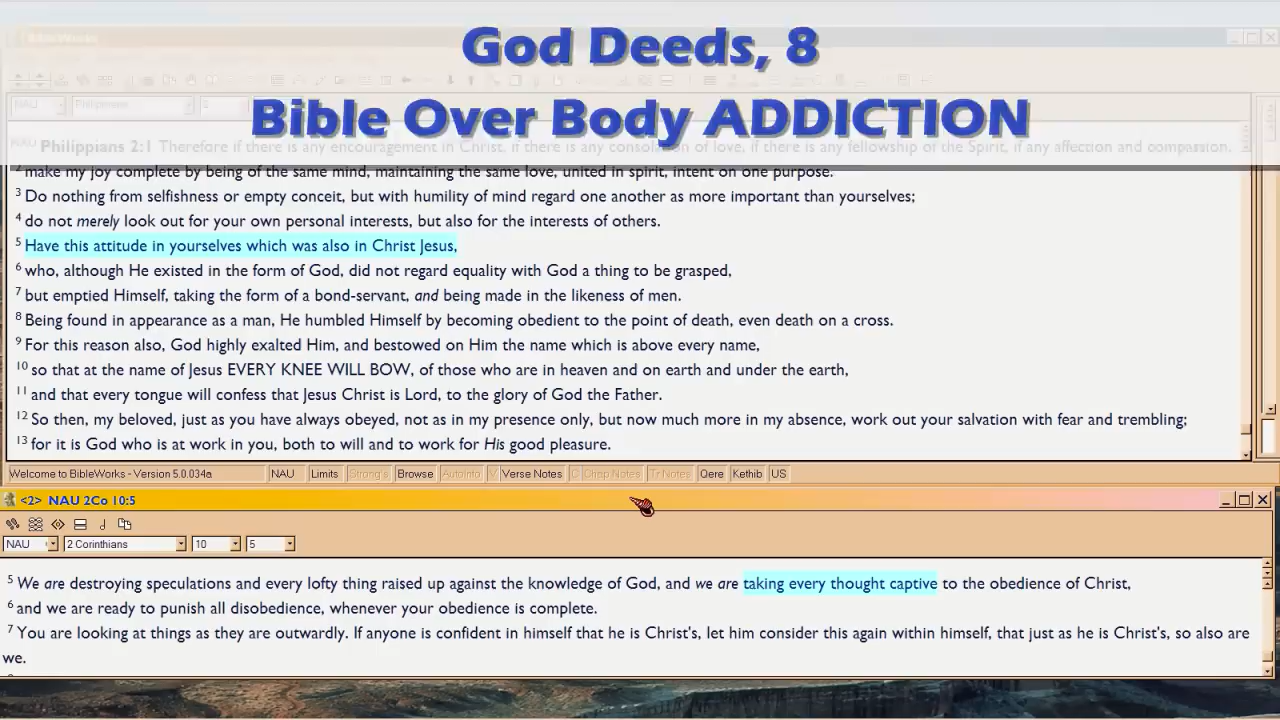 God Deeds, 8
Bible Over Body ADDICTION
BibleWorks
NAU Philippians 2
NAU Philippians 2:1 Therefore if there is any encouragement in Christ, if there is any consolation of love, if there is any fellowship of the Spirit, if any affection and compassion,
2 make my joy complete by being of the same mind, maintaining the same love, united in spirit, intent on one purpose.
3 Do nothing from selfishness or empty conceit, but with humility of mind regard one another as more important than yourselves;
4 do not merely look out for your own personal interests, but also for the interests of others.
5 Have this attitude in yourselves which was also in Christ Jesus,
6 who, although He existed in the form of God, did not regard equality with God a thing to be grasped,
7 but emptied Himself, taking the form of a bond-servant, and being made in the likeness of men.
8 Being found in appearance as a man, He humbled Himself by becoming obedient to the point of death, even death on a cross.
9 For this reason also, God highly exalted Him, and bestowed on Him the name which is above every name,
10 so that at the name of Jesus EVERY KNEE WILL BOW, of those who are in heaven and on earth and under the earth,
11 and that every tongue will confess that Jesus Christ is Lord, to the glory of God the Father.
12 So then, my beloved, just as you have always obeyed, not as in my presence only, but now much more in my absence, work out your salvation with fear and trembling;
13 for it is God who is at work in you, both to will and to work for His good pleasure.
Welcome to BibleWorks - Version 5.0.034a NAU Limits Strong's Browse AutoInfo V Verse Notes C Chap Notes Tr Notes Qere Kethib US
<2> NAU 2Co 10:5
NAU 2 Corinthians 10 5
5 We are destroying speculations and every lofty thing raised up against the knowledge of God, and we are taking every thought captive to the obedience of Christ,
6 and we are ready to punish all disobedience, whenever your obedience is complete.
7 You are looking at things as they are outwardly. If anyone is confident in himself that he is Christ's, let him consider this again within himself, that just as he is Christ's, so also are
we.